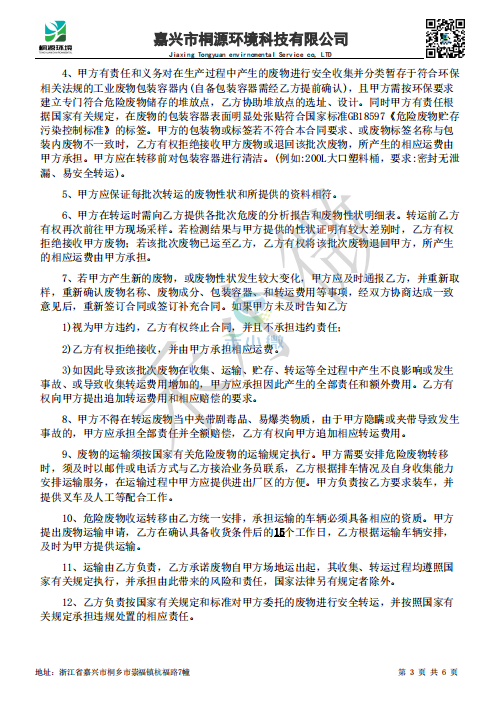 桐源环境
TONGYUAN
嘉兴市桐源环境科技有限公司
Jiaxing Tongyuan envirnomental Service co, LTD
4、甲方有责任和义务对在生产过程中产生的废物进行安全收集并分类暂存于符合环保
相关法规的工业废物包装容器内(自备包装容器需经乙方提前确认)，且甲方需按环保要求
建立专门符合危险废物储存的堆放点，乙方协助堆放点的选址、设计。同时甲方有责任根
据国家有关规定，在废物的包装容器表面明显处张贴符合国家标准GB18597《危险废物贮存
污染控制标准》的标签。甲方的包装物或标签若不符合本合同要求、或废物标签名称与包
装内废物不一致时，乙方有权拒绝接收甲方废物或退回该批次废物，所产生的相应运费由
甲方承担。甲方应在转移前对包装容器进行清洁。(例如:200L大口塑料桶，要求:密封无泄
漏、易安全转运)。
5、甲方应保证每批次转运的废物性状和所提供的资料相符。
6、甲方在转运时需向乙方提供各批次危废的分析报告和废物性状明细表。转运前乙方
有权再次前往甲方现场采样。若检测结果与甲方提供的性状证明有较大差别时，乙方有权
拒绝接收甲方废物；若该批次废物已运至乙方，乙方有权将该批次废物退回甲方，所产生
的相应运费由甲方承担。
7、若甲方产生新的废物，或废物性状发生较大变化，甲方应及时通报乙方，并重新取
样，重新确认废物名称、废物成分、包装容器、和转运费用等事项，经双方协商达成一致
意见后，重新签订合同或签订补充合同。如果甲方未及时告知乙方
1)视为甲方违约，乙方有权终止合同，并且不承担违约责任;
2)乙方有权拒绝接收，并由甲方承担相应运费。
3)如因此导致该批次废物在收集、运输、贮存、转运等全过程中产生不良影响或发生
事故、或导致收集转运费用增加的，甲方应承担因此产生的全部责任和额外费用。乙方有
权向甲方提出追加转运费用和相应赔偿的要求。
8、甲方不得在转运废物当中夹带剧毒品、易爆类物质，由于甲方隐瞒或夹带导致发生
事故的，甲方应承担全部责任并全额赔偿，乙方有权向甲方追加相应转运费用。
9、废物的运输须按国家有关危险废物的运输规定执行。甲方需要安排危险废物转移
时，须及时以邮件或电话方式与乙方接洽业务员联系，乙方根据排车情况及自身收集能力
安排运输服务，在运输过程中甲方应提供进出厂区的方便。甲方负责按乙方要求装车，并
提供叉车及人工等配合工作。
10、危险废物收运转移由乙方统一安排，承担运输的车辆必须具备相应的资质。甲方
提出废物运输申请，乙方在确认具备收货条件后的15个工作日，乙方根据运输车辆安排，
及时为甲方提供运输。
11、运输由乙方负责，乙方承诺废物自甲方场地运出起，其收集、转运过程均遵照国
家有关规定执行，并承担由此带来的风险和责任，国家法律另有规定者除外。
12、乙方负责按国家有关规定和标准对甲方委托的废物进行安全转运，并按照国家有
关规定承担违规处置的相应责任。
地址：浙江省嘉兴市桐乡市崇福镇杭福路7幢
第 3 页 共 6 页